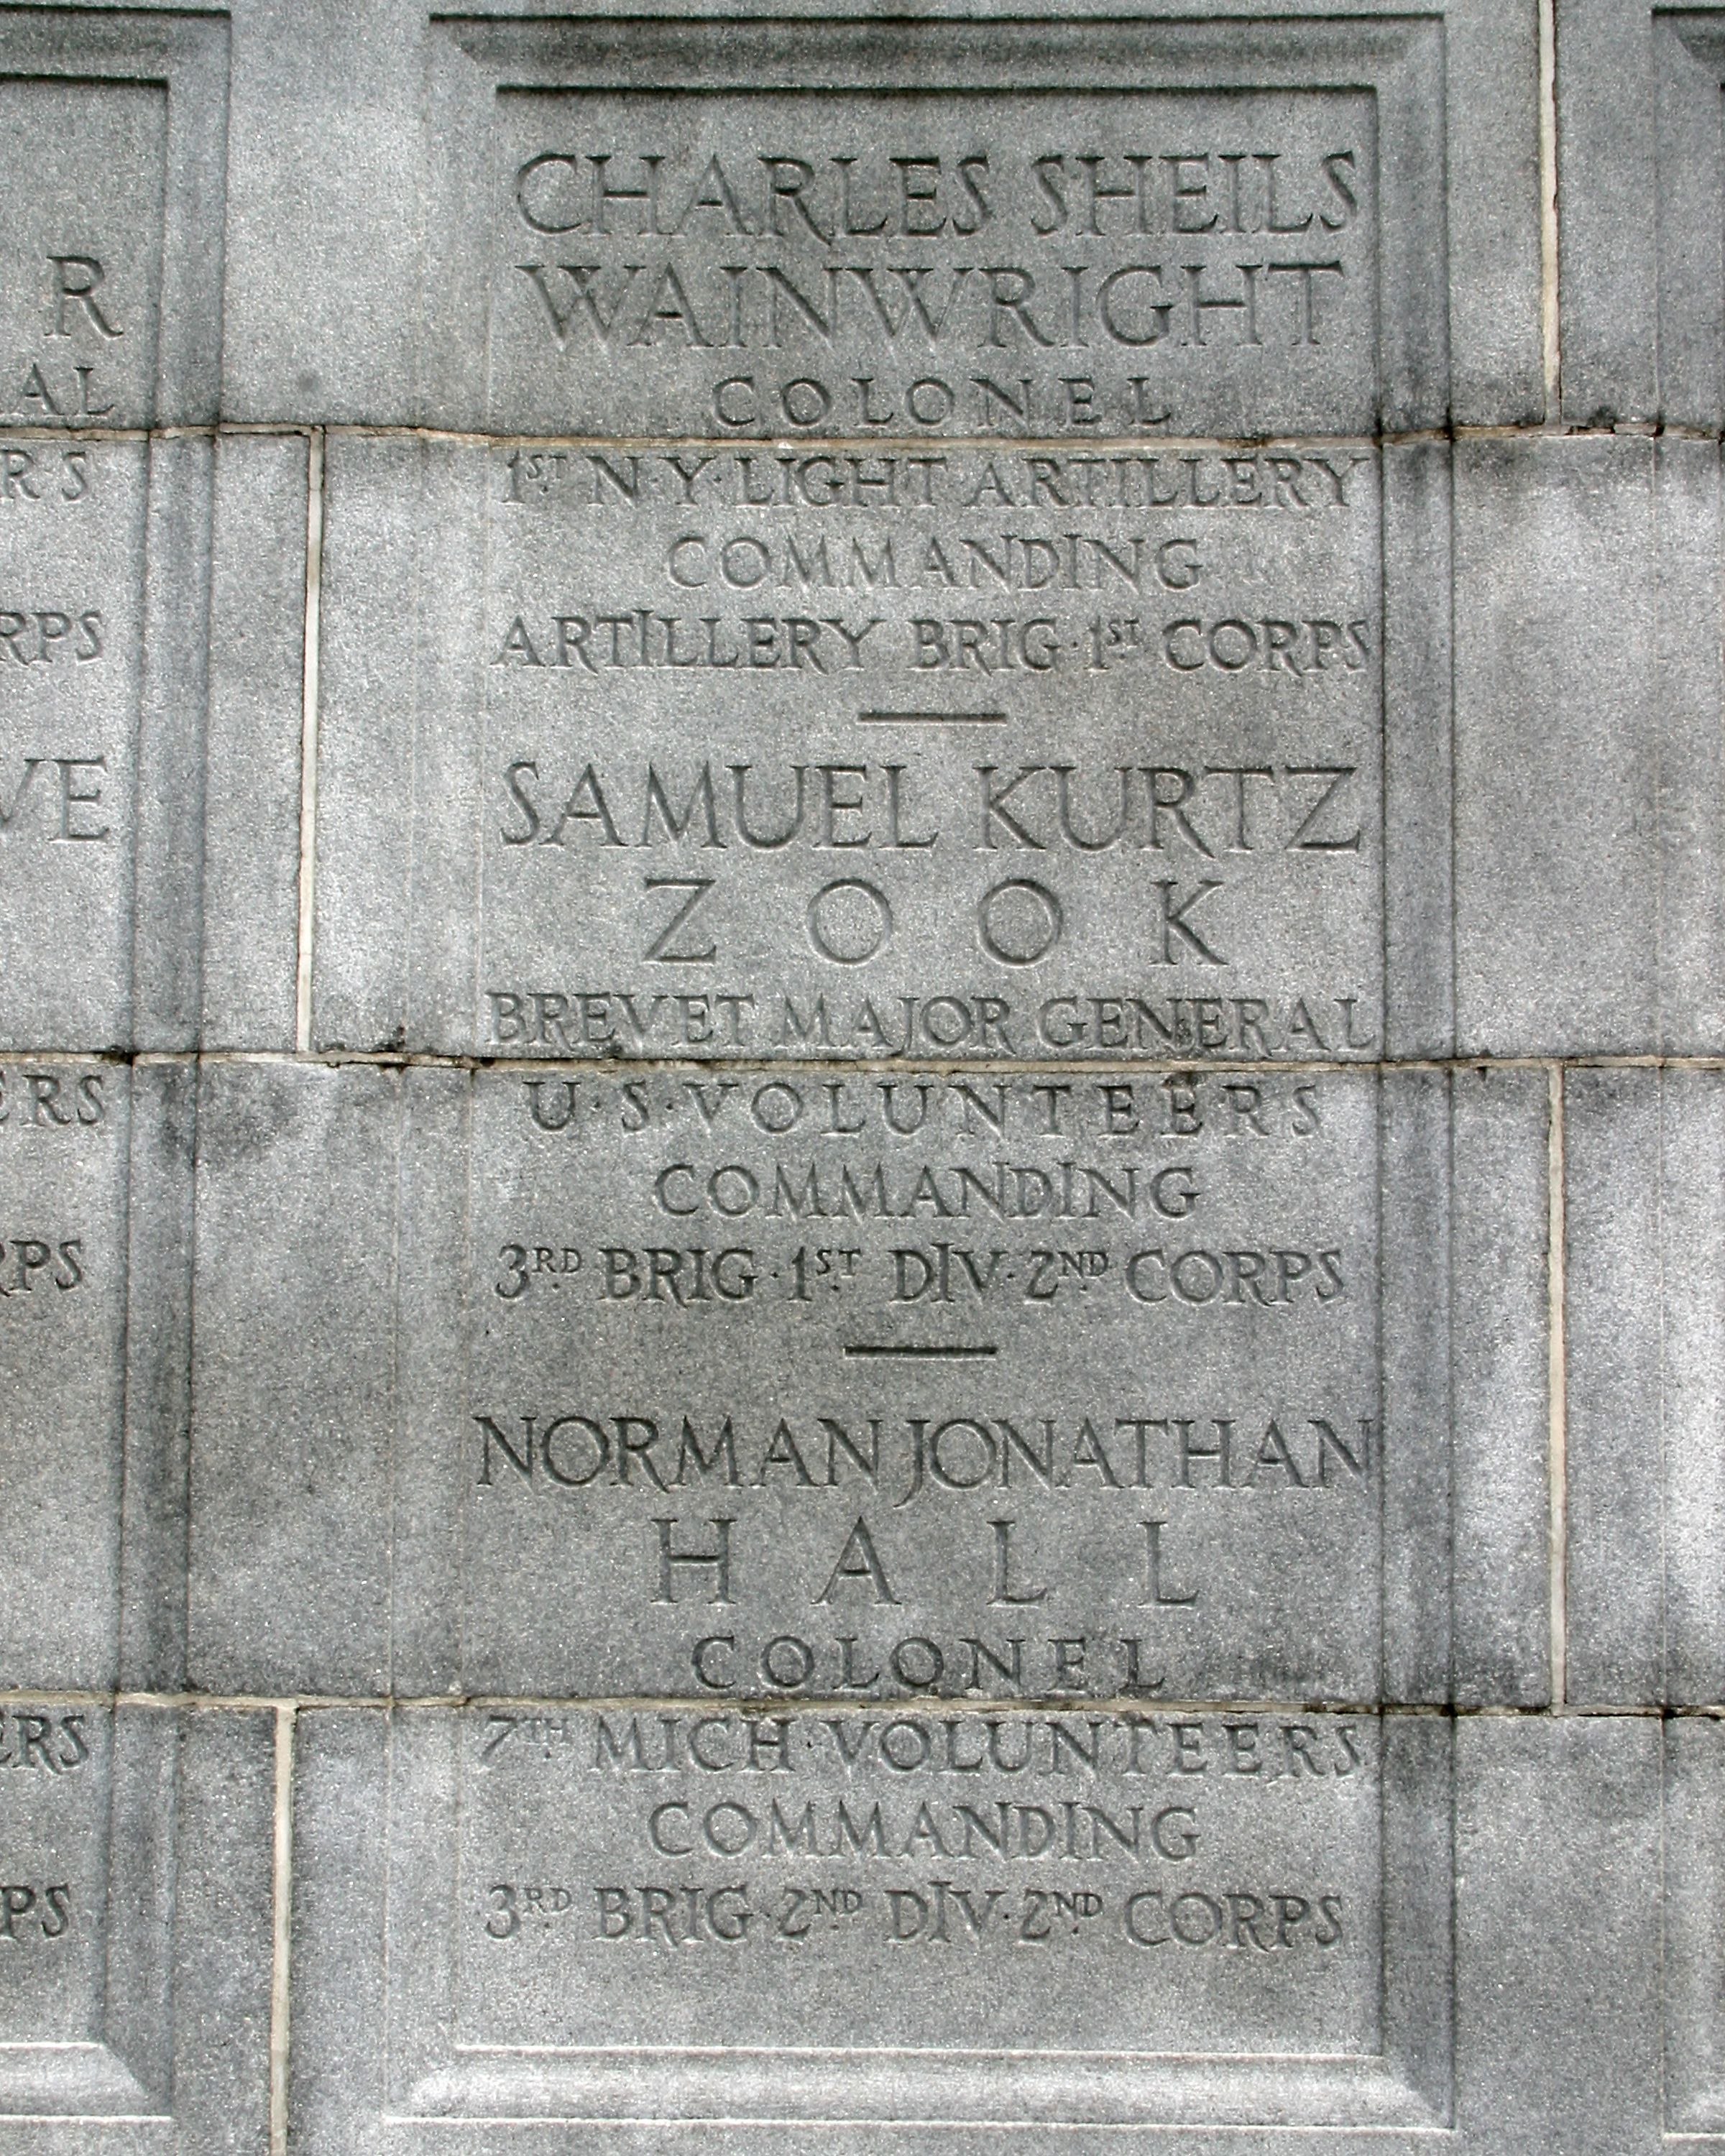 CHARLES SHEILS
WAINWRIGHT
COLONEL
1ST N·Y·LIGHT ARTILLERY
COMMANDING
ARTILLERY BRIG·1ST CORPS
SAMUEL KURTZ
ZOOK
BREVET MAJOR GENERAL
U·S·VOLUNTEERS
COMMANDING
3RD BRIG·1ST DIV·2ND CORPS
NORMAN JONATHAN
HALL
COLONEL
7TH MICH·VOLUNTEERS
COMMANDING
3RD BRIG·2ND DIV·2ND CORPS